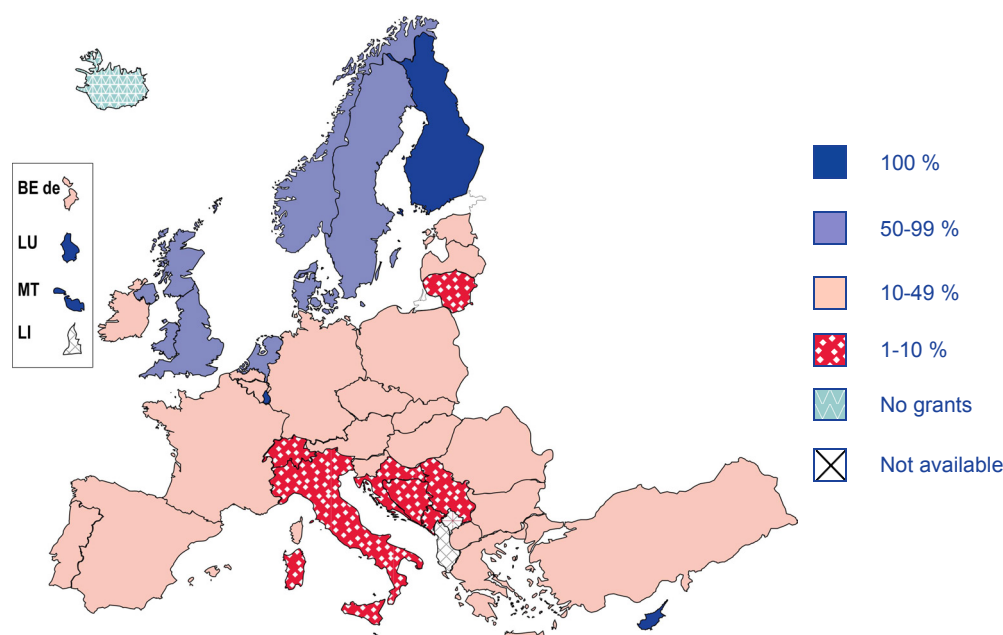 BE de
LU
MT
LI
100 %
50-99 %
10-49 %
1-10 %
No grants
Not available